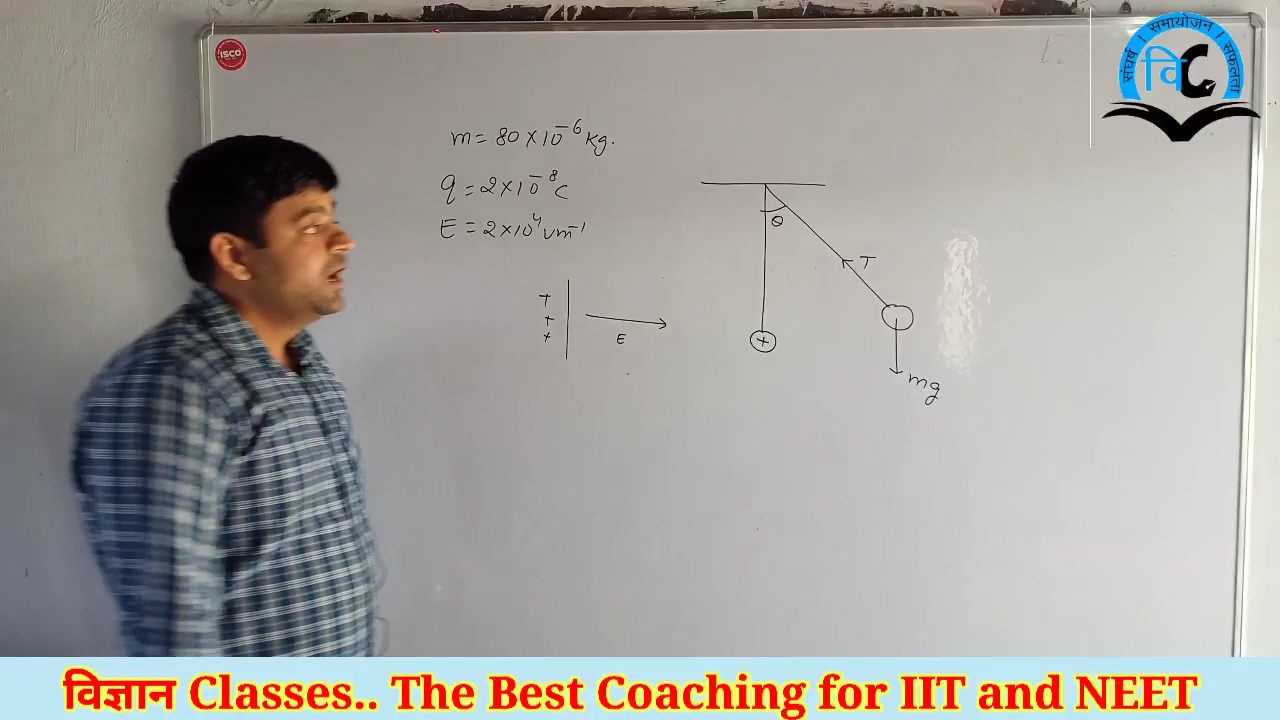 ISCO
संघर्ष । समायोजन । सफलता
वि
m = 80 × 10⁻⁶ kg.
q = 2×10⁻⁸ C
E = 2×10⁴ Vm⁻¹
θ
T
+
+
+
E
+
mg
विज्ञान Classes.. The Best Coaching for IIT and NEET